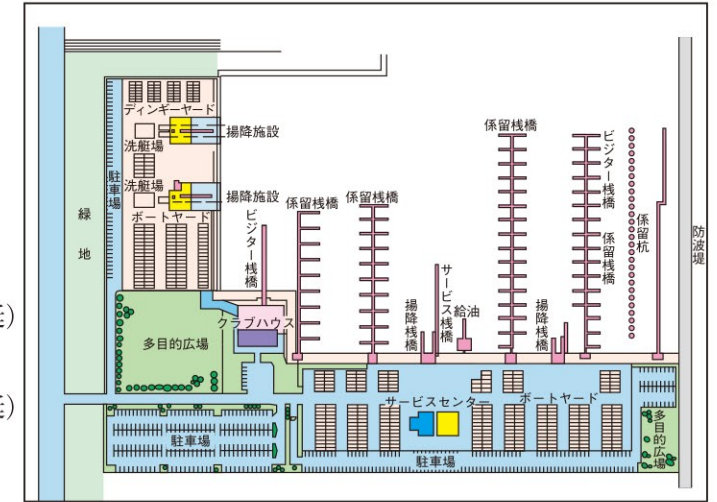 ディンギーヤード
洗艇場
揚降施設
洗艇場
揚降施設
ボートヤード
駐車場
緑地
ビジター桟橋
係留桟橋
係留桟橋
係留桟橋
ビジター桟橋
係留桟橋
係留杭
防波堤
サービス桟橋
揚降桟橋
給油
揚降桟橋
クラブハウス
多目的広場
サービスセンター
ボートヤード
多目的広場
駐車場
駐車場